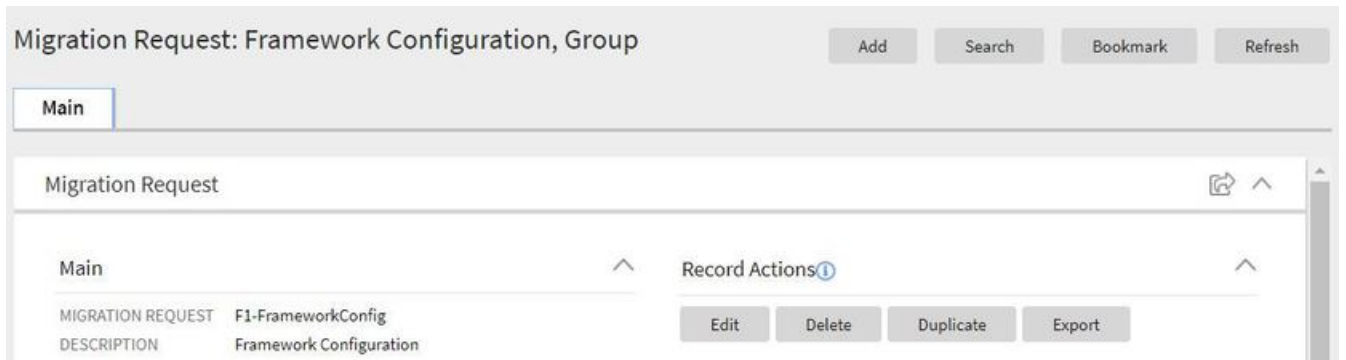 Migration Request: Framework Configuration, Group
Add Search Bookmark Refresh
Main
Migration Request
Main
Record Actions
MIGRATION REQUEST F1-FrameworkConfig
DESCRIPTION Framework Configuration
Edit Delete Duplicate Export